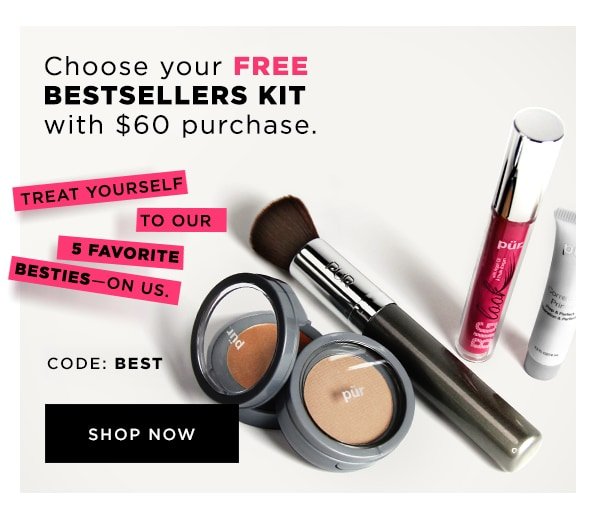 Choose your FREE
BESTSELLERS KIT
with $60 purchase.
TREAT YOURSELF
TO OUR
5 FAVORITE
BESTIES—ON US.
CODE: BEST
SHOP NOW
pür
pür
pür
pür
BIG look
pür